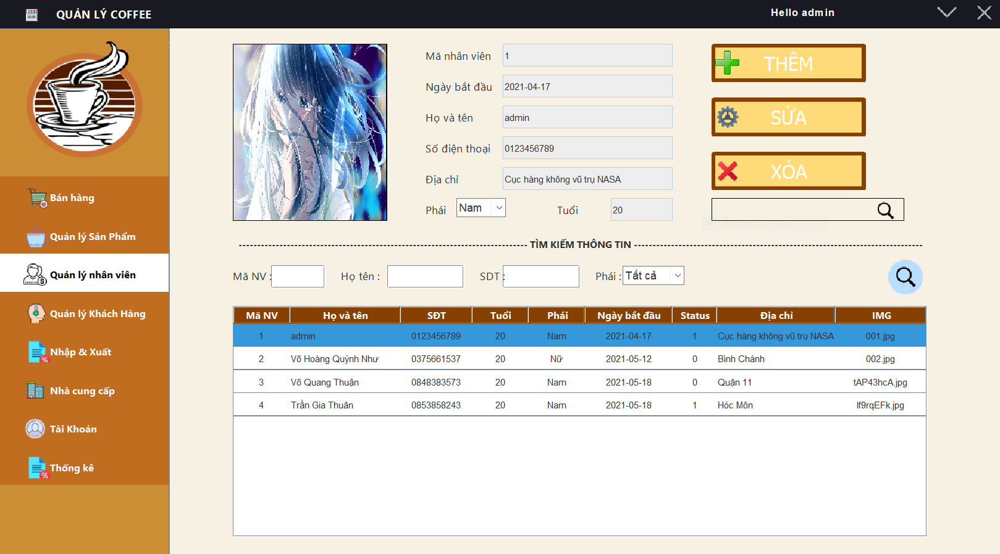 QUẢN LÝ COFFEE
Hello admin
Bán hàng
Quản lý Sản Phẩm
Quản lý nhân viên
Quản lý Khách Hàng
Nhập & Xuất
Nhà cung cấp
Tài Khoản
Thống kê
Mã nhân viên 1
Ngày bắt đầu 2021-04-17
Họ và tên admin
Số điện thoại 0123456789
Địa chỉ Cục hàng không vũ trụ NASA
Phái Nam Tuổi 20
THÊM
SỬA
XÓA
Rectangular Snip
TÌM KIẾM THÔNG TIN
Mã NV : Họ tên : SDT : Phái : Tất cả
Mã NV Họ và tên SĐT Tuổi Phái Ngày bắt đầu Status Địa chỉ IMG
1 admin 0123456789 20 Nam 2021-04-17 1 Cục hàng không vũ trụ NASA 001.jpg
2 Võ Hoàng Quỳnh Như 0375661537 20 Nữ 2021-05-12 0 Bình Chánh 002.jpg
3 Võ Quang Thuận 0848383573 20 Nam 2021-05-18 0 Quận 11 tAP43hcA.jpg
4 Trần Gia Thuân 0853858243 20 Nam 2021-05-18 1 Hóc Môn lf9rqEFk.jpg